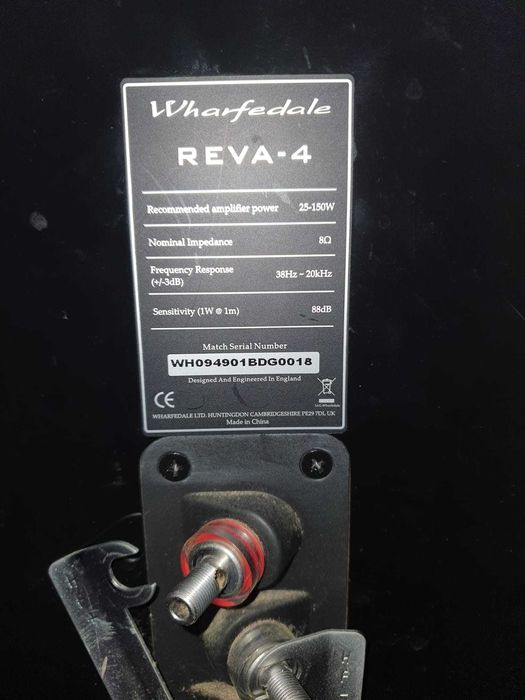 Wharfedale
REVA-4
Recommended amplifier power 25-150W
Nominal Impedance 8Ω
Frequency Response
(+/-3dB) 38Hz ~ 20kHz
Sensitivity (1W @ 1m) 88dB
Match Serial Number
WH094901BDG0018
Designed And Engineered In England
CE
IAG Wharfedale
WHARFEDALE LTD. HUNTINGDON CAMBRIDGESHIRE PE29 7DL UK
Made in China